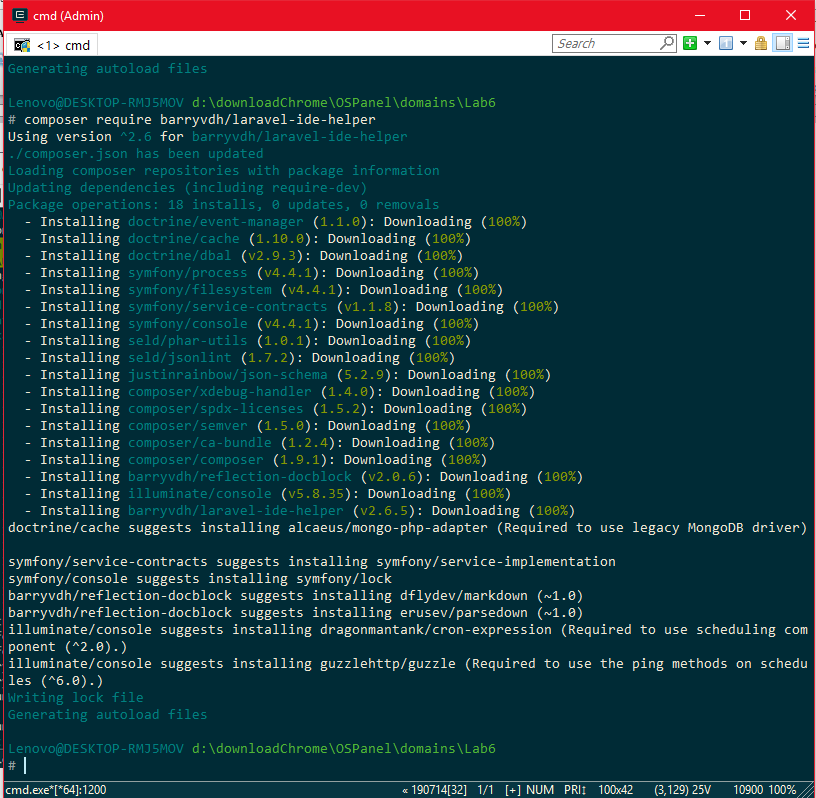 cmd (Admin)
<1> cmd
Search
Generating autoload files
Lenovo@DESKTOP-RMJ5MOV d:\downloadChrome\OSPanel\domains\Lab6
# composer require barryvdh/laravel-ide-helper
Using version ^2.6 for barryvdh/laravel-ide-helper
./composer.json has been updated
Loading composer repositories with package information
Updating dependencies (including require-dev)
Package operations: 18 installs, 0 updates, 0 removals
- Installing doctrine/event-manager (1.1.0): Downloading (100%)
- Installing doctrine/cache (1.10.0): Downloading (100%)
- Installing doctrine/dbal (v2.9.3): Downloading (100%)
- Installing symfony/process (v4.4.1): Downloading (100%)
- Installing symfony/filesystem (v4.4.1): Downloading (100%)
- Installing symfony/service-contracts (v1.1.8): Downloading (100%)
- Installing symfony/console (v4.4.1): Downloading (100%)
- Installing seld/phar-utils (1.0.1): Downloading (100%)
- Installing seld/jsonlint (1.7.2): Downloading (100%)
- Installing justinrainbow/json-schema (5.2.9): Downloading (100%)
- Installing composer/xdebug-handler (1.4.0): Downloading (100%)
- Installing composer/spdx-licenses (1.5.2): Downloading (100%)
- Installing composer/semver (1.5.0): Downloading (100%)
- Installing composer/ca-bundle (1.2.4): Downloading (100%)
- Installing composer/composer (1.9.1): Downloading (100%)
- Installing barryvdh/reflection-docblock (v2.0.6): Downloading (100%)
- Installing illuminate/console (v5.8.35): Downloading (100%)
- Installing barryvdh/laravel-ide-helper (v2.6.5): Downloading (100%)
doctrine/cache suggests installing alcaeus/mongo-php-adapter (Required to use legacy MongoDB driver)
symfony/service-contracts suggests installing symfony/service-implementation
symfony/console suggests installing symfony/lock
barryvdh/reflection-docblock suggests installing dflydev/markdown (~1.0)
barryvdh/reflection-docblock suggests installing erusev/parsedown (~1.0)
illuminate/console suggests installing dragonmantank/cron-expression (Required to use scheduling com
ponent (^2.0).)
illuminate/console suggests installing guzzlehttp/guzzle (Required to use the ping methods on schedu
les (^6.0).)
Writing lock file
Generating autoload files
Lenovo@DESKTOP-RMJ5MOV d:\downloadChrome\OSPanel\domains\Lab6
#
cmd.exe*[*64]:1200 « 190714[32] 1/1 [+] NUM PRI↕ 100x42 (3,129) 25V 10900 100%